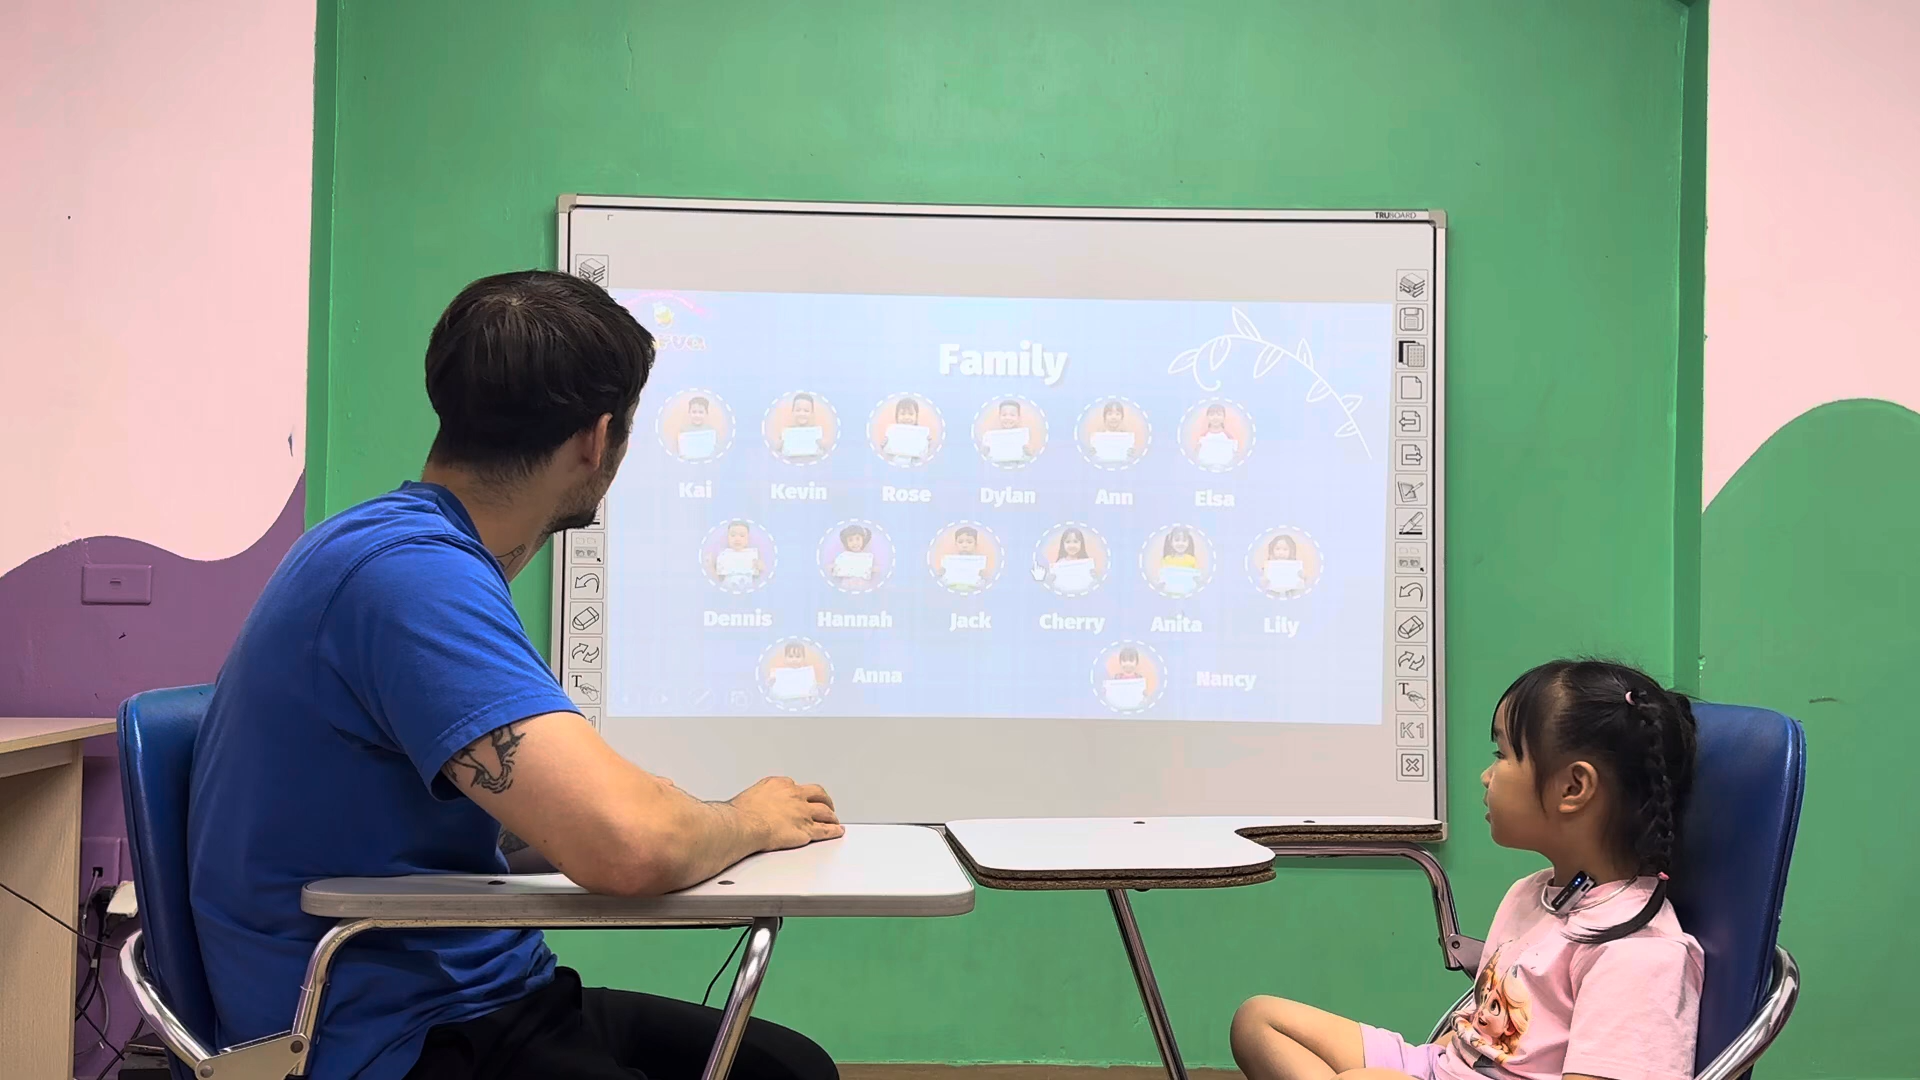 TRUBOARD
Family
Kai Kevin Rose Dylan Ann Elsa
Dennis Hannah Jack Cherry Anita Lily
Anna Nancy
T
T
K1